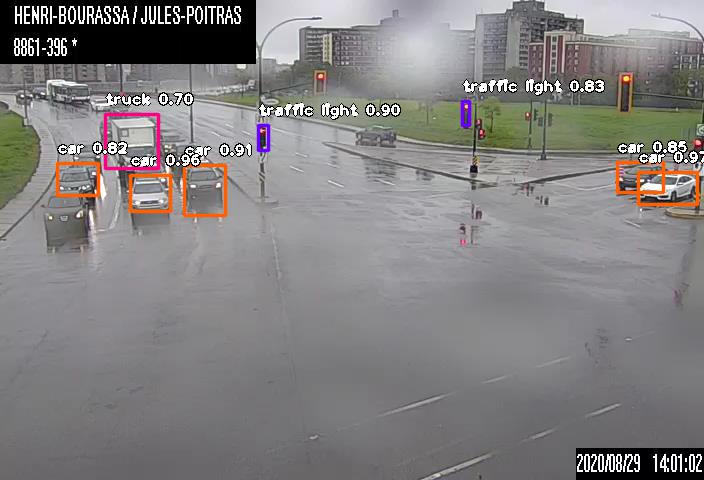 HENRI-BOURASSA / JULES-POITRAS
8861-396 *
traffic light 0.83
truck 0.70
traffic light 0.90
car 0.82
car 0.96
car 0.91
car 0.85
car 0.97
2020/08/29 14:01:02